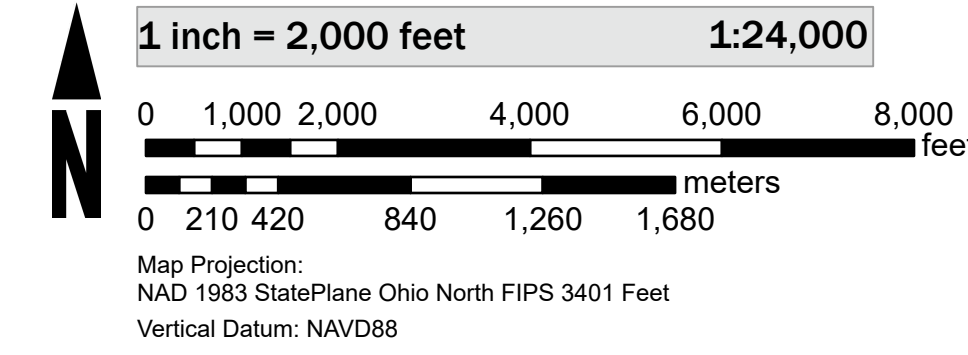 1 inch = 2,000 feet 1:24,000
0 1,000 2,000 4,000 6,000 8,000
feet
meters
0 210 420 840 1,260 1,680
N
Map Projection:
NAD 1983 StatePlane Ohio North FIPS 3401 Feet
Vertical Datum: NAVD88